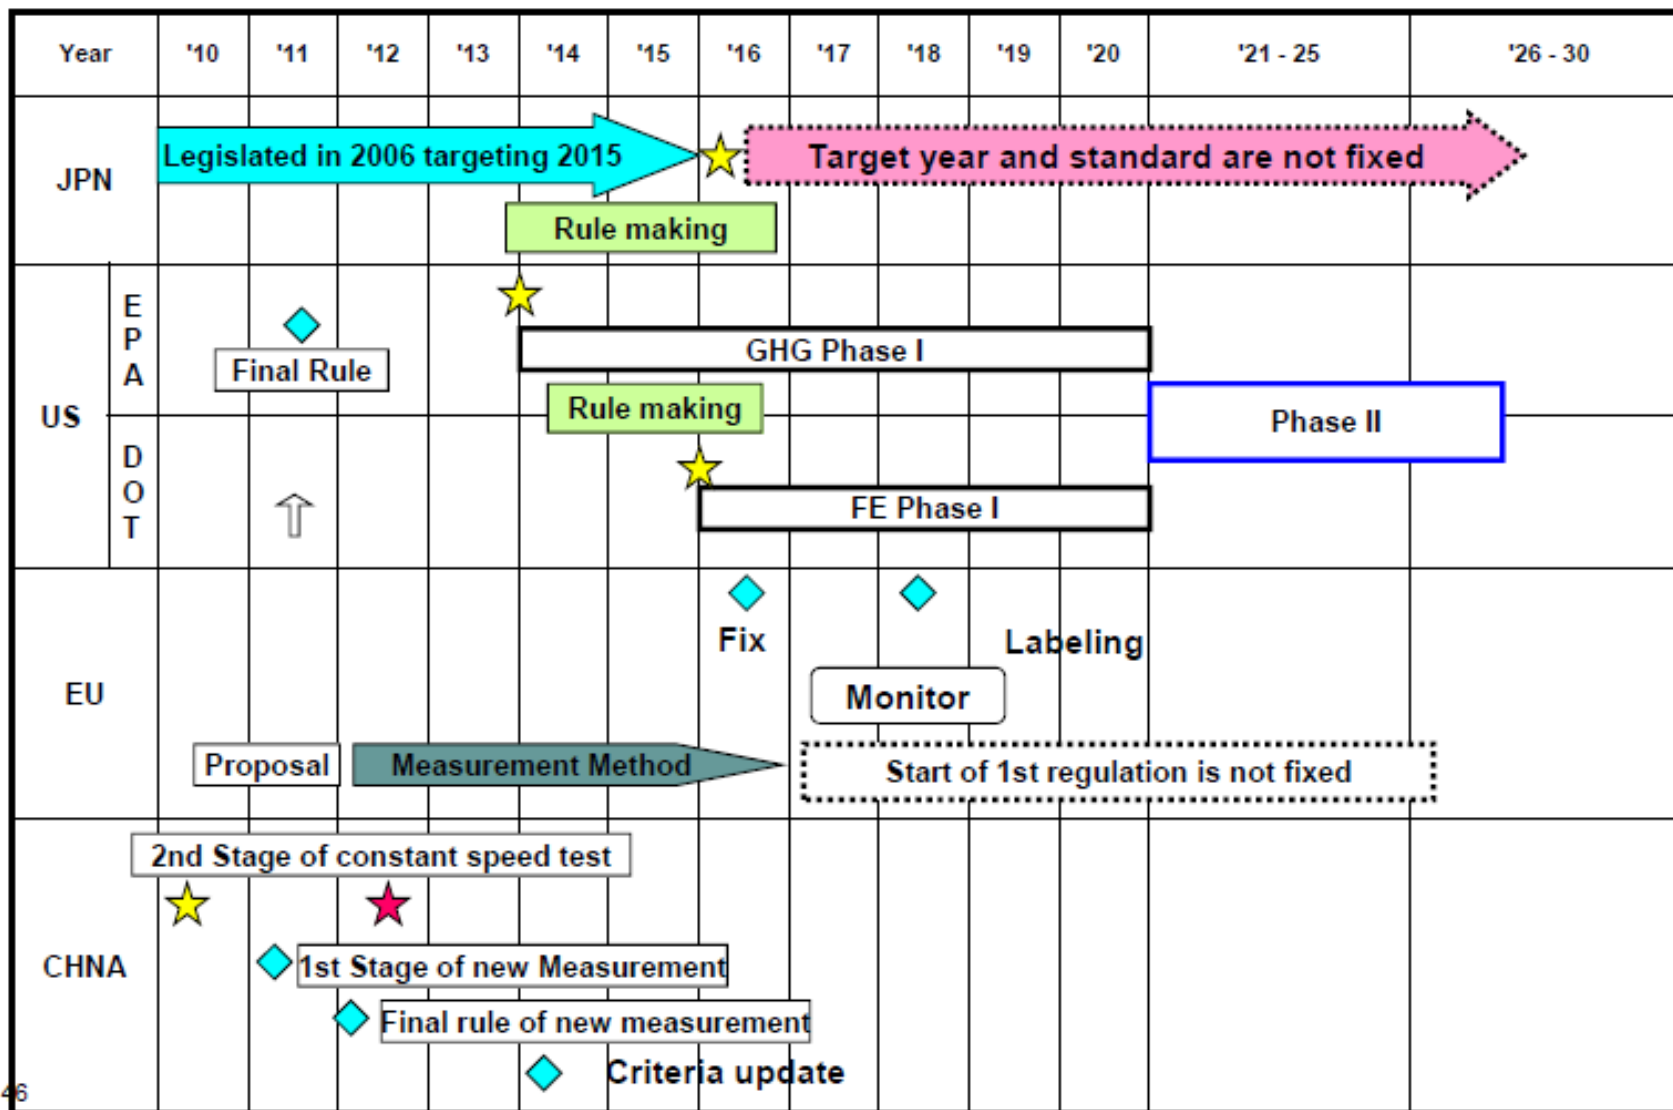 Year '10 '11 '12 '13 '14 '15 '16 '17 '18 '19 '20 '21 - 25 '26 - 30
JPN
Legislated in 2006 targeting 2015
Target year and standard are not fixed
Rule making
US
EPA
Final Rule
GHG Phase I
Rule making
Phase II
DOT
FE Phase I
EU
Fix
Labeling
Monitor
Proposal
Measurement Method
Start of 1st regulation is not fixed
CHNA
2nd Stage of constant speed test
1st Stage of new Measurement
Final rule of new measurement
Criteria update
46